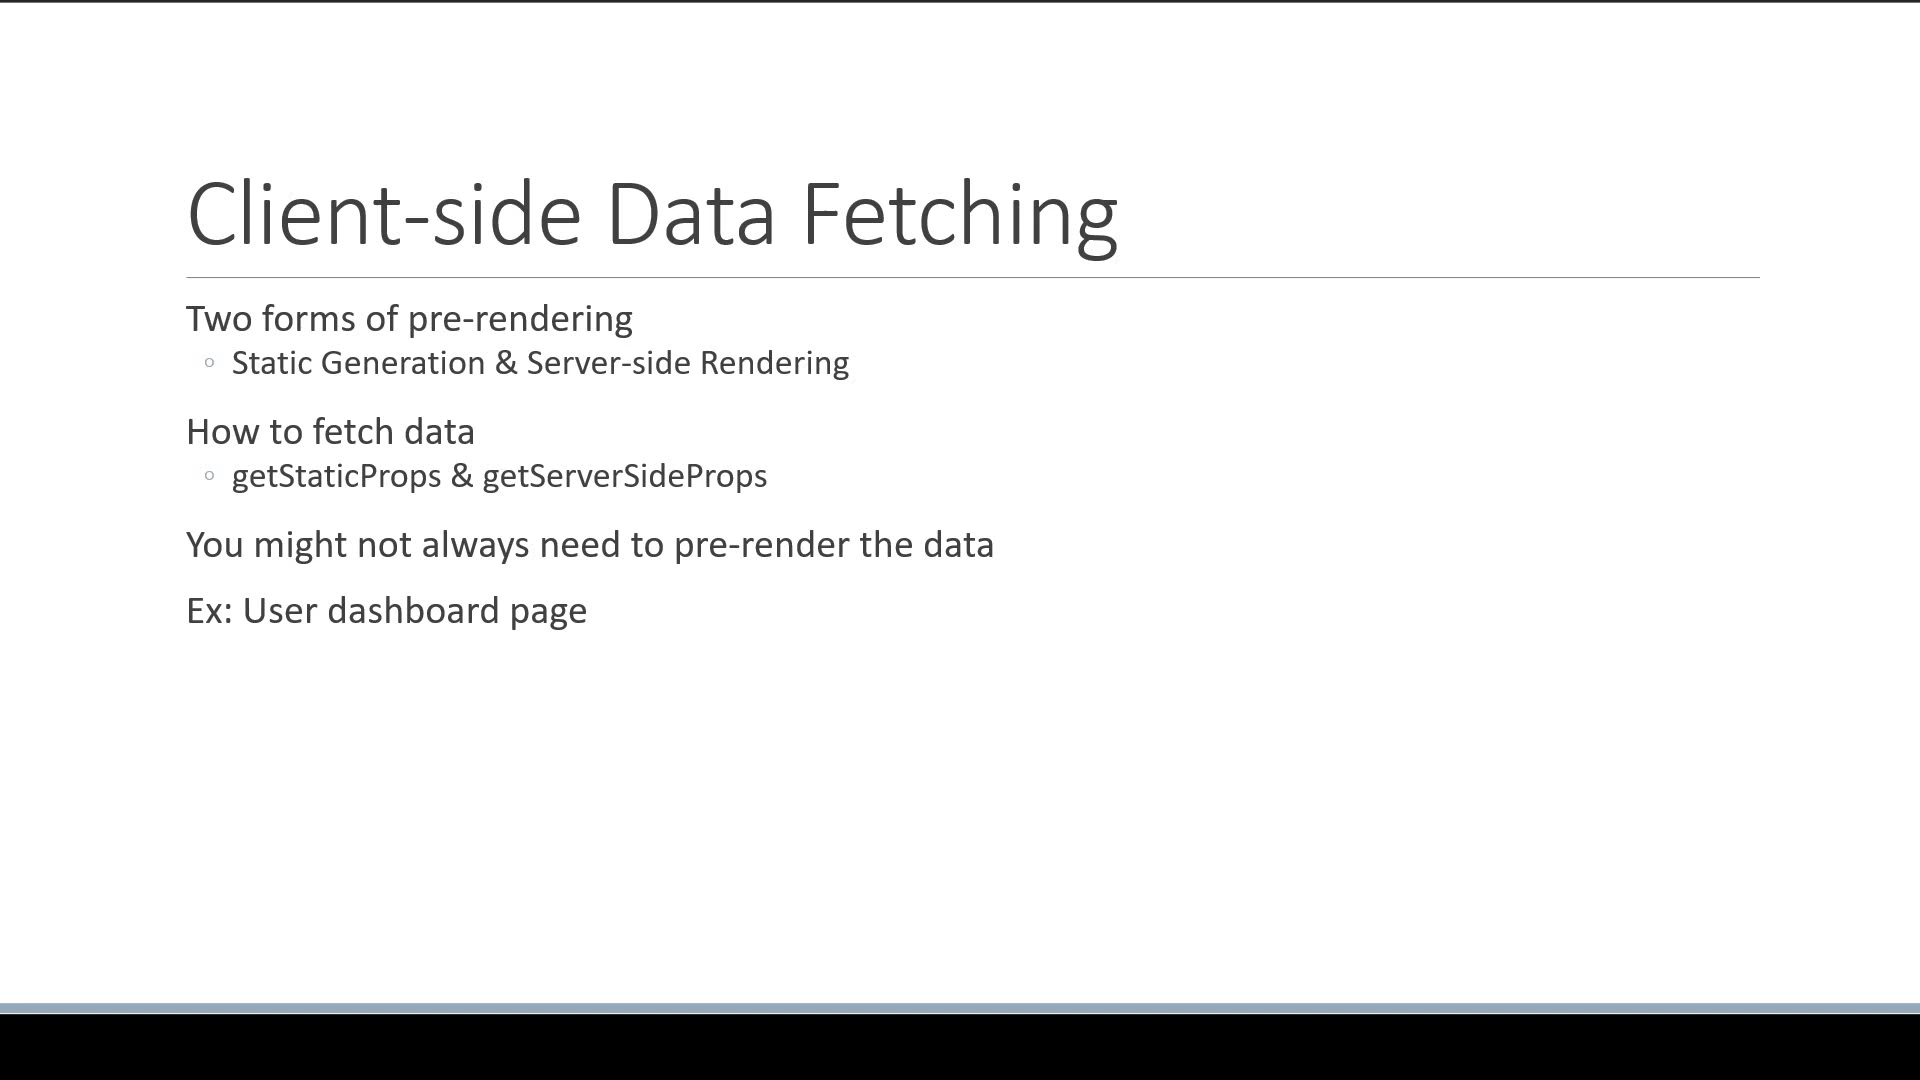 Client-side Data Fetching
Two forms of pre-rendering
◦ Static Generation & Server-side Rendering
How to fetch data
◦ getStaticProps & getServerSideProps
You might not always need to pre-render the data
Ex: User dashboard page